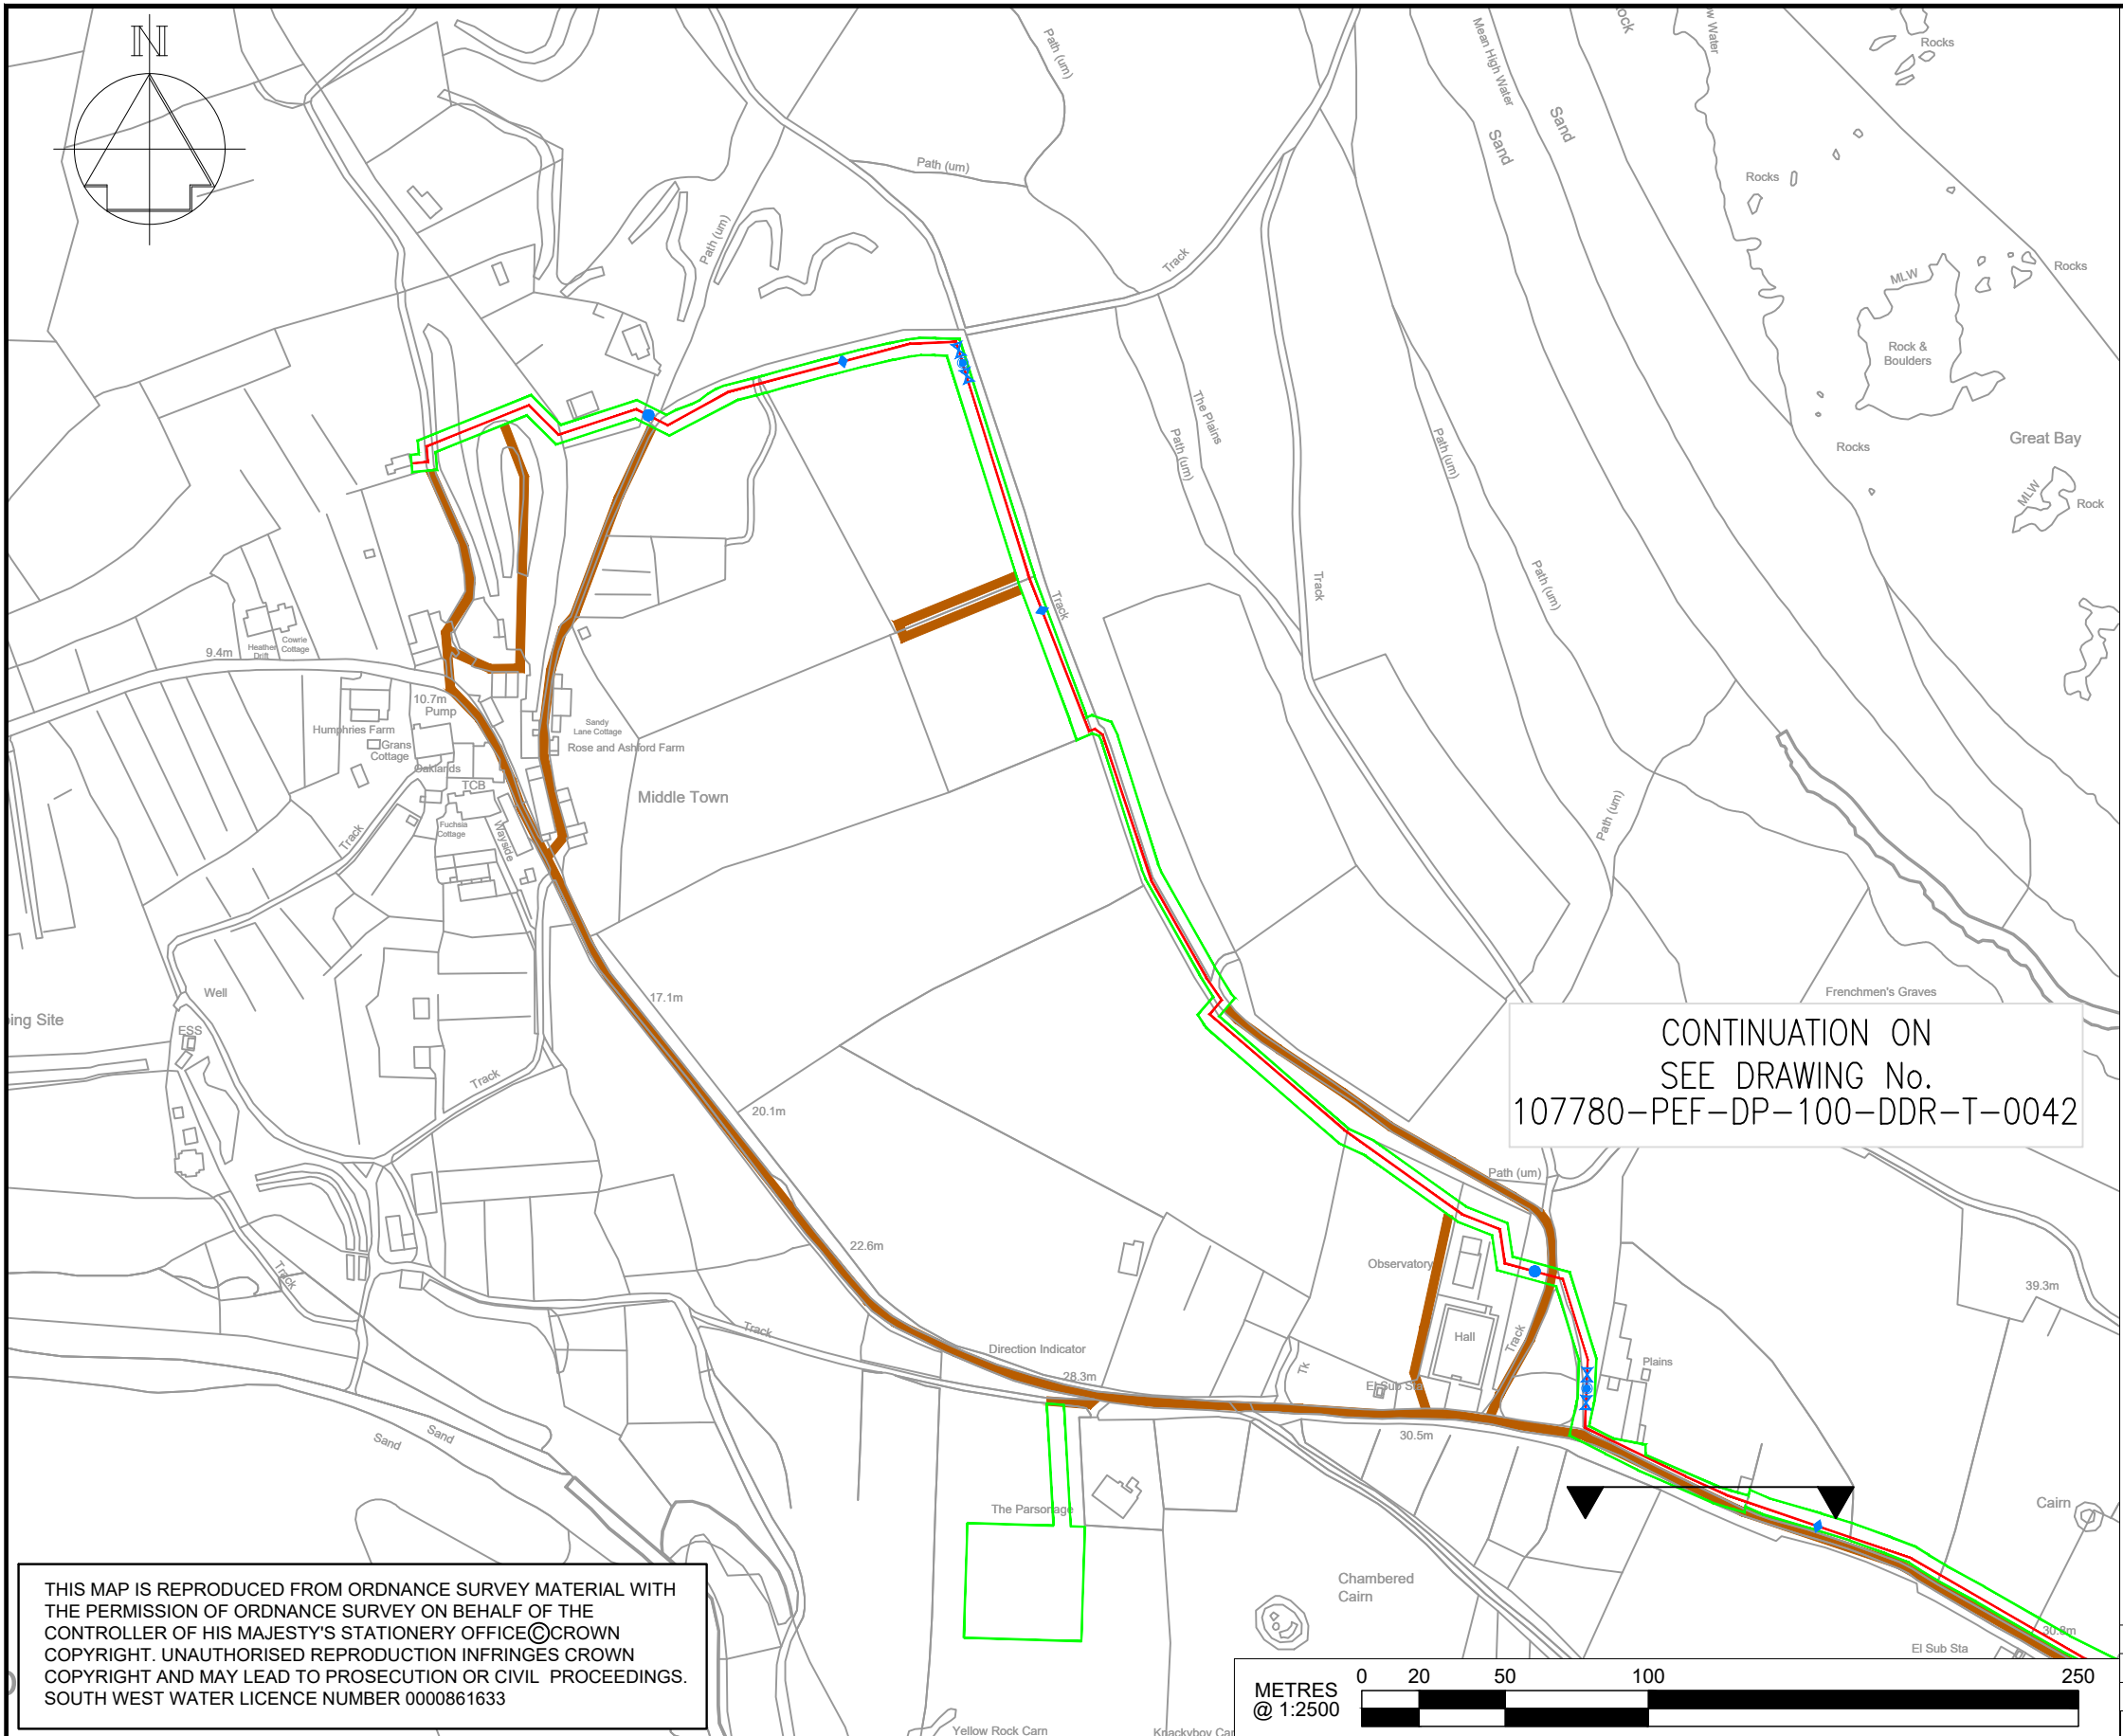 N
Path (um)
Mean High Water
Sand
Sand
Rocks
Path (um)
Rocks
Path (um)
Track
MLW
Rocks
Rock &
Boulders
The Plains
Path (um)
Path (um)
Rocks
Great Bay
MLW
Rock
Track
Track
Path (um)
Cowrie
Cottage
Heather
Drift
9.4m
10.7m
Pump
Humphries Farm
Grans
Cottage
Oaklands
TCB
Fuchsia
Cottage
Wayside
Sandy
Lane Cottage
Rose and Ashford Farm
Middle Town
Track
Path (um)
Well
ESS
17.1m
Frenchmen's Graves
CONTINUATION ON
SEE DRAWING No.
107780-PEF-DP-100-DDR-T-0042
Track
20.1m
Path (um)
22.6m
Observatory
39.3m
Track
Track
Direction Indicator
28.3m
Tk
El Sub Sta
Hall
Track
Plains
30.5m
Sand
Sand
The Parsonage
Cairn
Chambered
Cairn
El Sub Sta
Yellow Rock Carn
THIS MAP IS REPRODUCED FROM ORDNANCE SURVEY MATERIAL WITH
THE PERMISSION OF ORDNANCE SURVEY ON BEHALF OF THE
CONTROLLER OF HIS MAJESTY'S STATIONERY OFFICE©CROWN
COPYRIGHT. UNAUTHORISED REPRODUCTION INFRINGES CROWN
COPYRIGHT AND MAY LEAD TO PROSECUTION OR CIVIL PROCEEDINGS.
SOUTH WEST WATER LICENCE NUMBER 0000861633
METRES
@ 1:2500
0 20 50 100 250